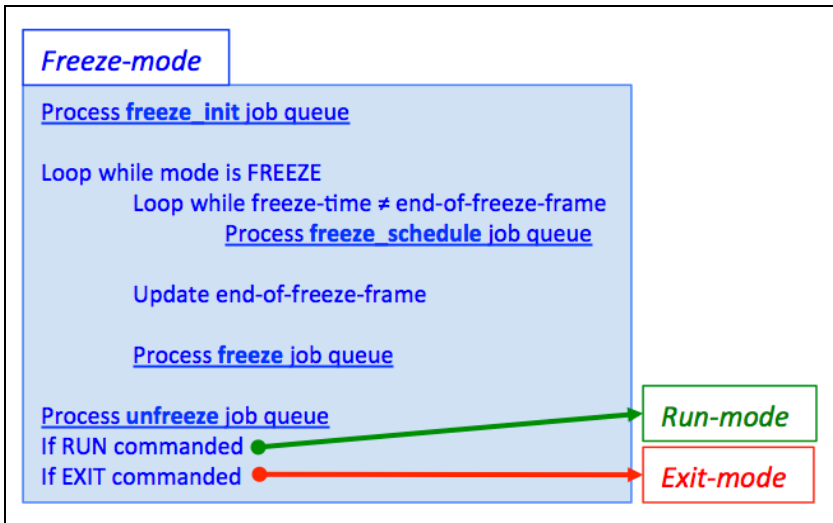 Freeze-mode
Process freeze_init job queue
Loop while mode is FREEZE
Loop while freeze-time ≠ end-of-freeze-frame
Process freeze_schedule job queue
Update end-of-freeze-frame
Process freeze job queue
Process unfreeze job queue
If RUN commanded
If EXIT commanded
Run-mode
Exit-mode